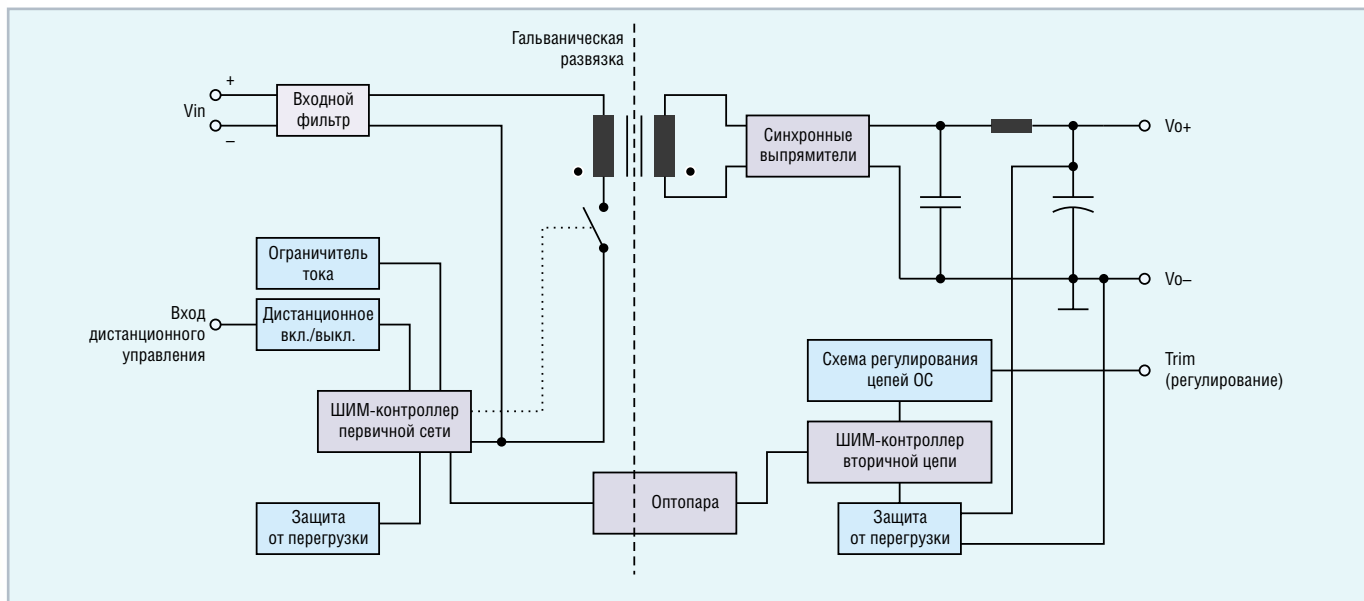 Гальваническая
развязка
+
Vin
–
Входной
фильтр
Синхронные
выпрямители
Vo+
Vo–
Ограничитель
тока
Вход
дистанционного
управления
Дистанционное
вкл./выкл.
Схема регулирования
цепей ОС
Trim
(регулирование)
ШИМ-контроллер
первичной сети
ШИМ-контроллер
вторичной цепи
Оптопара
Защита
от перегрузки
Защита
от перегрузки